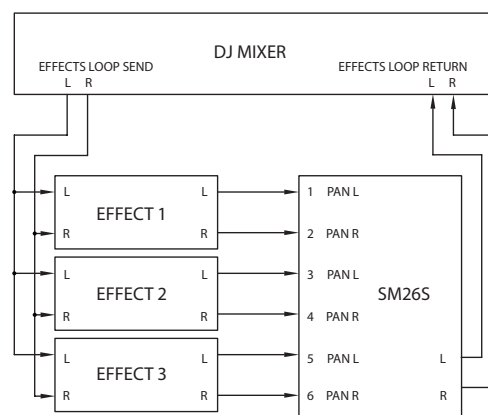 DJ MIXER
EFFECTS LOOP SEND EFFECTS LOOP RETURN
L R L R
L EFFECT 1 L 1 PAN L
R R 2 PAN R
L EFFECT 2 L 3 PAN L
R R 4 PAN R
SM26S
L EFFECT 3 L 5 PAN L L
R R 6 PAN R R